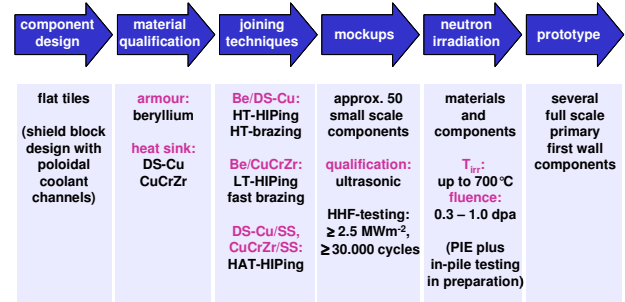 component
design
material
qualification
joining
techniques
mockups
neutron
irradiation
prototype
flat tiles
(shield block
design with
poloidal
coolant
channels)
armour:
beryllium
heat sink:
DS-Cu
CuCrZr
Be/DS-Cu:
HT-HIPing
HT-brazing
Be/CuCrZr:
LT-HIPing
fast brazing
DS-Cu/SS,
CuCrZr/SS:
HAT-HIPing
approx. 50
small scale
components
qualification:
ultrasonic
HHF-testing:
≥ 2.5 MWm-2,
≥ 30.000 cycles
materials
and
components
Tirr:
up to 700°C
fluence:
0.3 – 1.0 dpa
(PIE plus
in-pile testing
in preparation)
several
full scale
primary
first wall
components